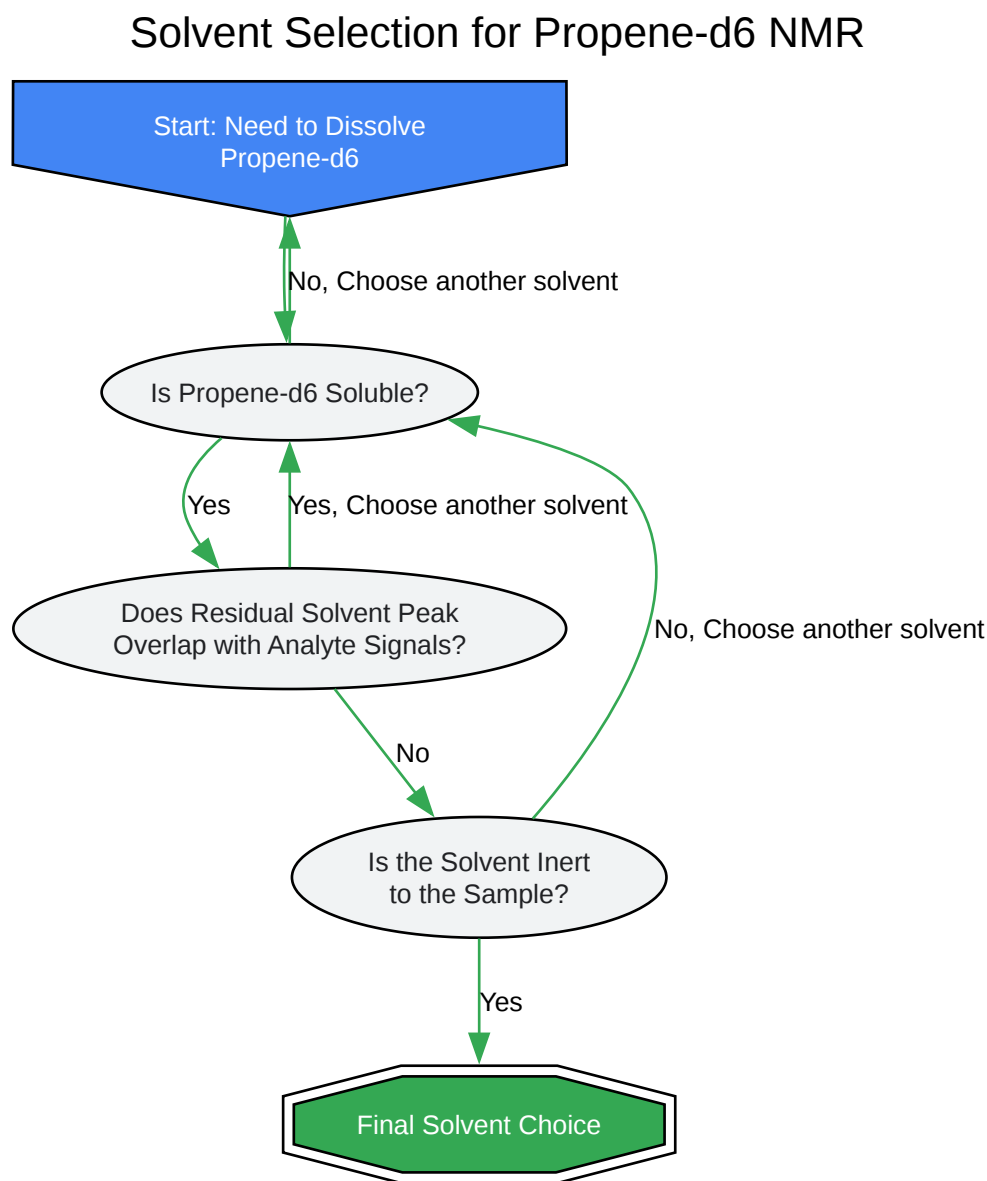 Solvent Selection for Propene-d6 NMR
Start: Need to Dissolve
Propene-d6
No, Choose another solvent
Is Propene-d6 Soluble?
Yes
Yes, Choose another solvent
Does Residual Solvent Peak
Overlap with Analyte Signals?
No, Choose another solvent
No
Is the Solvent Inert
to the Sample?
Yes
Final Solvent Choice